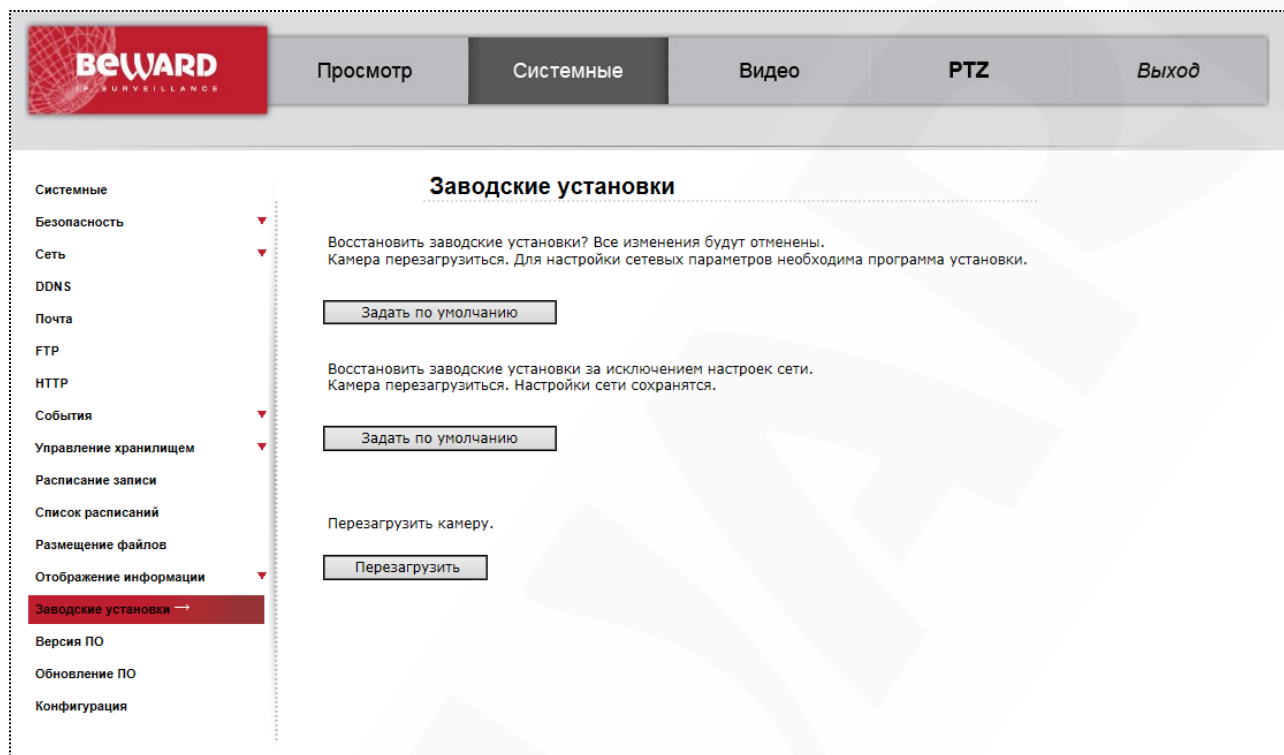 BEWARD
IP SURVEILLANCE
Просмотр
Системные
Видео
PTZ
Выход
Системные
Безопасность
Сеть
DDNS
Почта
FTP
HTTP
События
Управление хранилищем
Расписание записи
Список расписаний
Размещение файлов
Отображение информации
Заводские установки →
Версия ПО
Обновление ПО
Конфигурация
Заводские установки
Восстановить заводские установки? Все изменения будут отменены.
Камера перезагрузиться. Для настройки сетевых параметров необходима программа установки.
Задать по умолчанию
Восстановить заводские установки за исключением настроек сети.
Камера перезагрузиться. Настройки сети сохранятся.
Задать по умолчанию
Перезагрузить камеру.
Перезагрузить